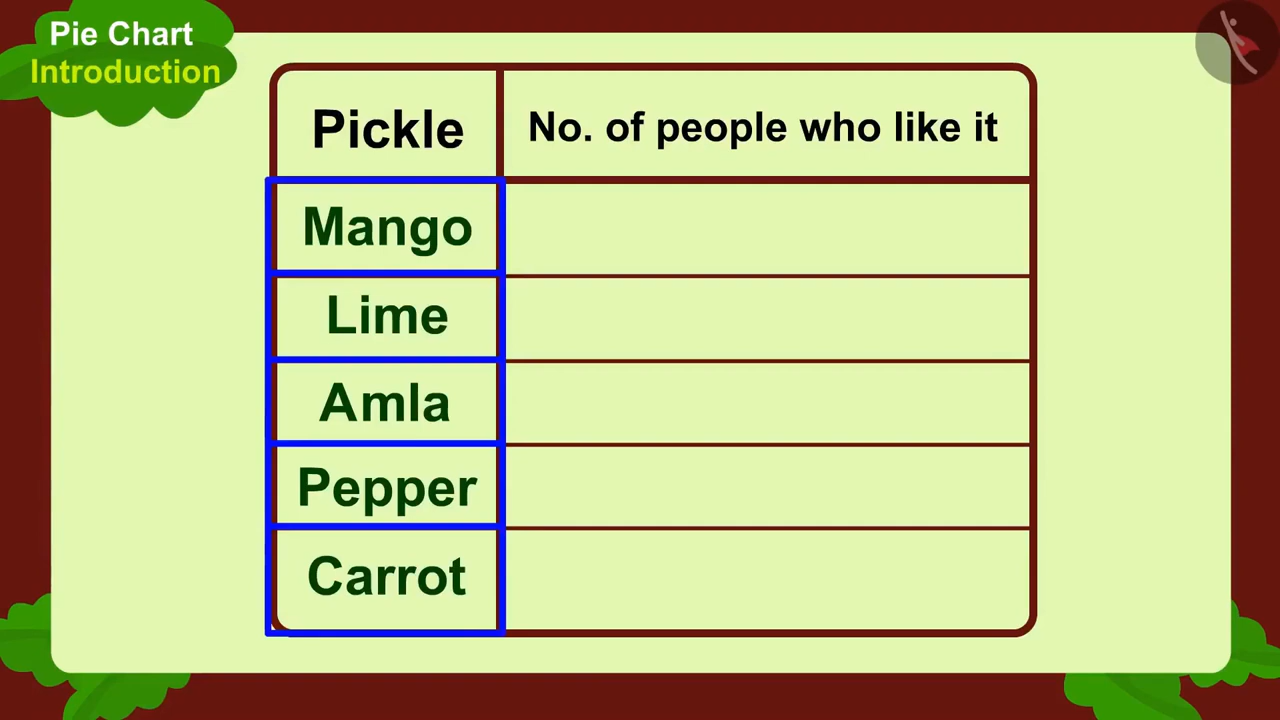 Pie Chart
Introduction
Pickle No. of people who like it
Mango
Lime
Amla
Pepper
Carrot